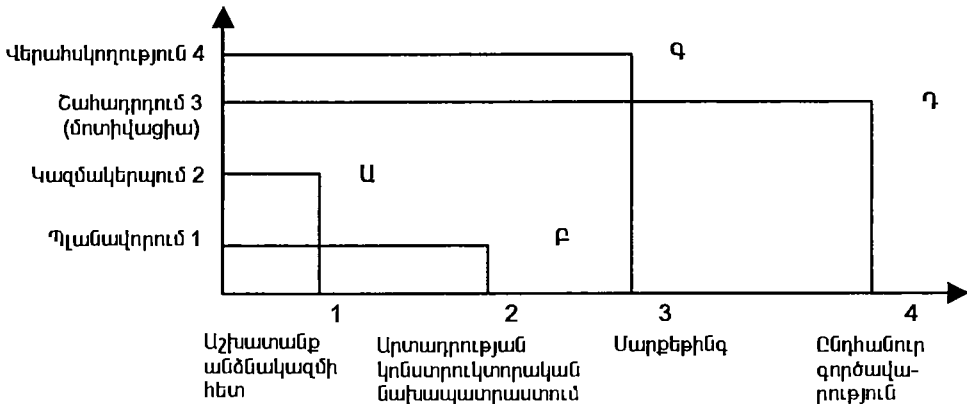 Վերահսկողություն 4
Գ
Շահադրդում 3
Դ
(մոտիվացիա)
Կազմակերպում 2
Ա
Պլանավորում 1
Բ
1
2
3
4
Աշխատանք
անձնակազմի
հետ
Արտադրության
կոնստրուկտորական
նախապատրաստում
Մարքեթինգ
Ընդհանուր
գործավա-
րություն